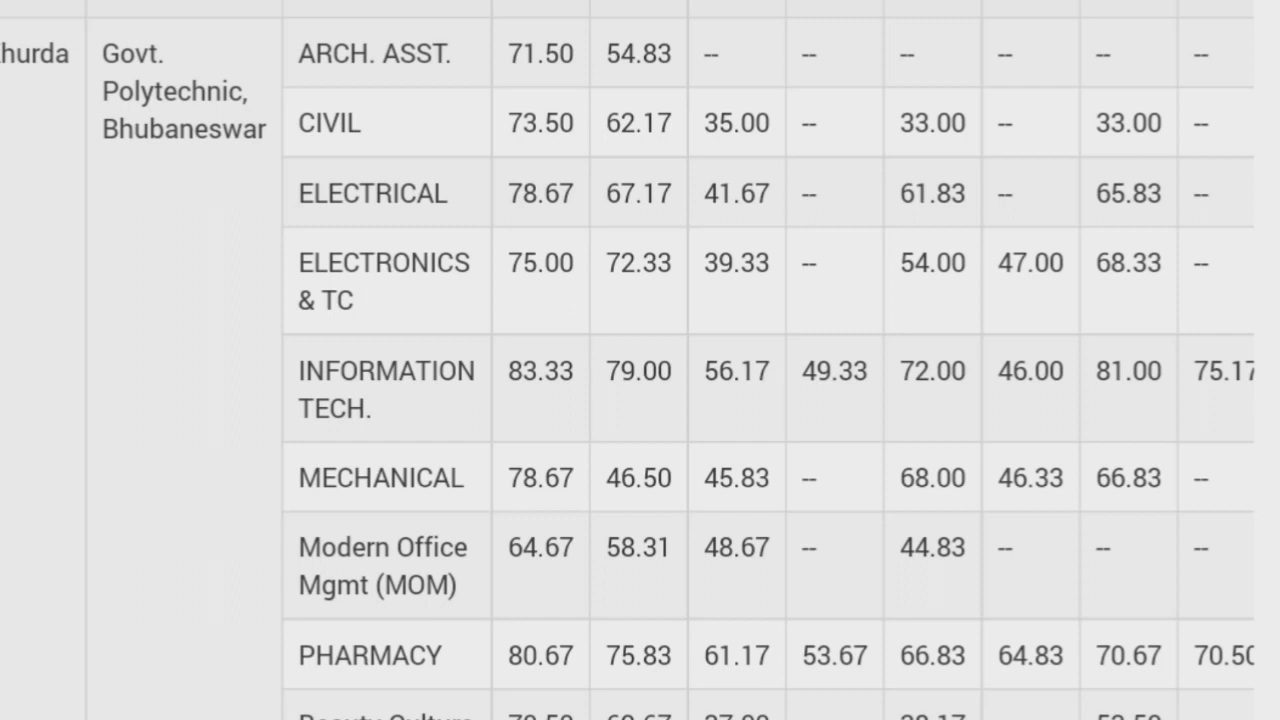 hurda Govt. Polytechnic, Bhubaneswar ARCH. ASST. 71.50 54.83 -- -- -- -- -- --
CIVIL 73.50 62.17 35.00 -- 33.00 -- 33.00 --
ELECTRICAL 78.67 67.17 41.67 -- 61.83 -- 65.83 --
ELECTRONICS & TC 75.00 72.33 39.33 -- 54.00 47.00 68.33 --
INFORMATION TECH. 83.33 79.00 56.17 49.33 72.00 46.00 81.00 75.17
MECHANICAL 78.67 46.50 45.83 -- 68.00 46.33 66.83 --
Modern Office Mgmt (MOM) 64.67 58.31 48.67 -- 44.83 -- -- --
PHARMACY 80.67 75.83 61.17 53.67 66.83 64.83 70.67 70.50